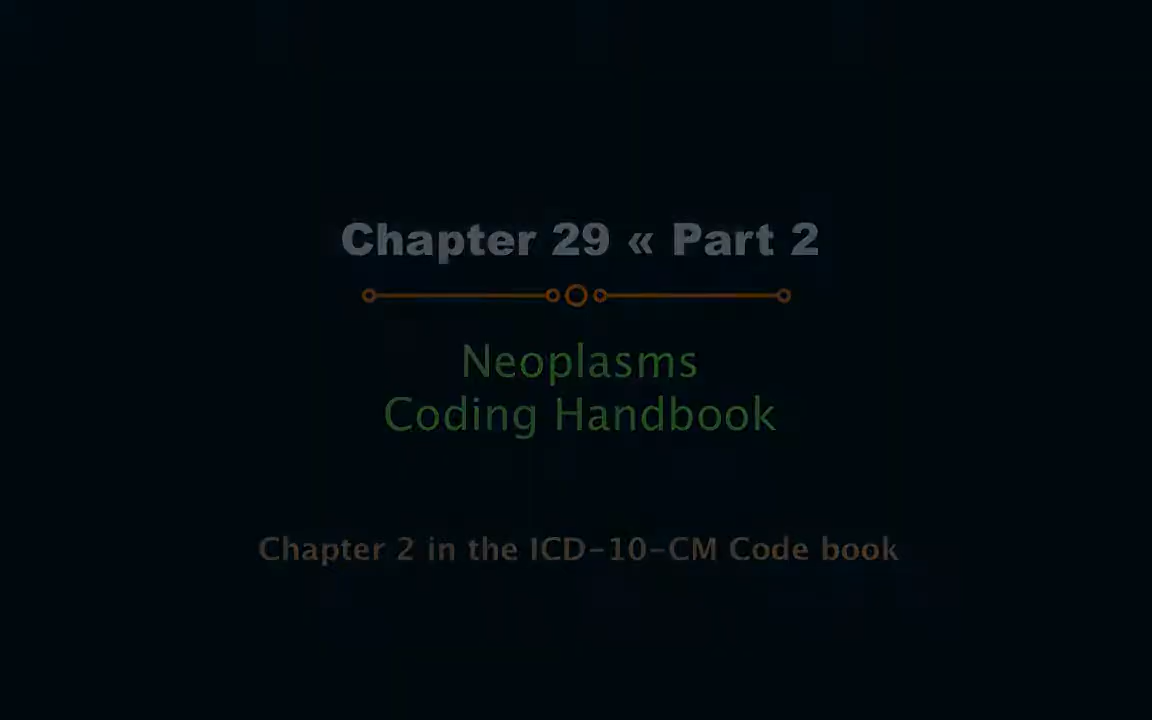 Chapter 29 « Part 2
Neoplasms
Coding Handbook
Chapter 2 in the ICD-10-CM Code book